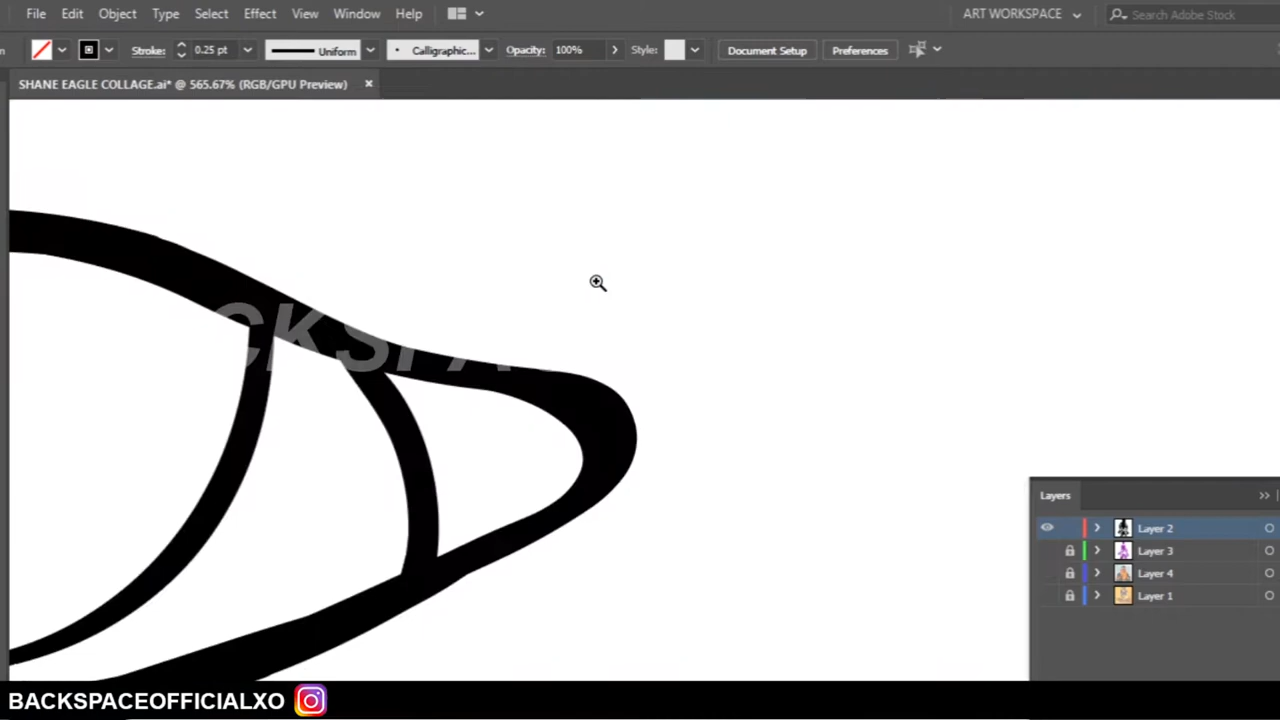 File Edit Object Type Select Effect View Window Help ART WORKSPACE Search Adobe Stock
Stroke: 0.25 pt Uniform Calligraphic... Opacity: 100% Style: Document Setup Preferences
SHANE EAGLE COLLAGE.ai* @ 565.67% (RGB/GPU Preview)
Layers
Layer 2
Layer 3
Layer 4
Layer 1
BACKSPACEOFFICIALXO